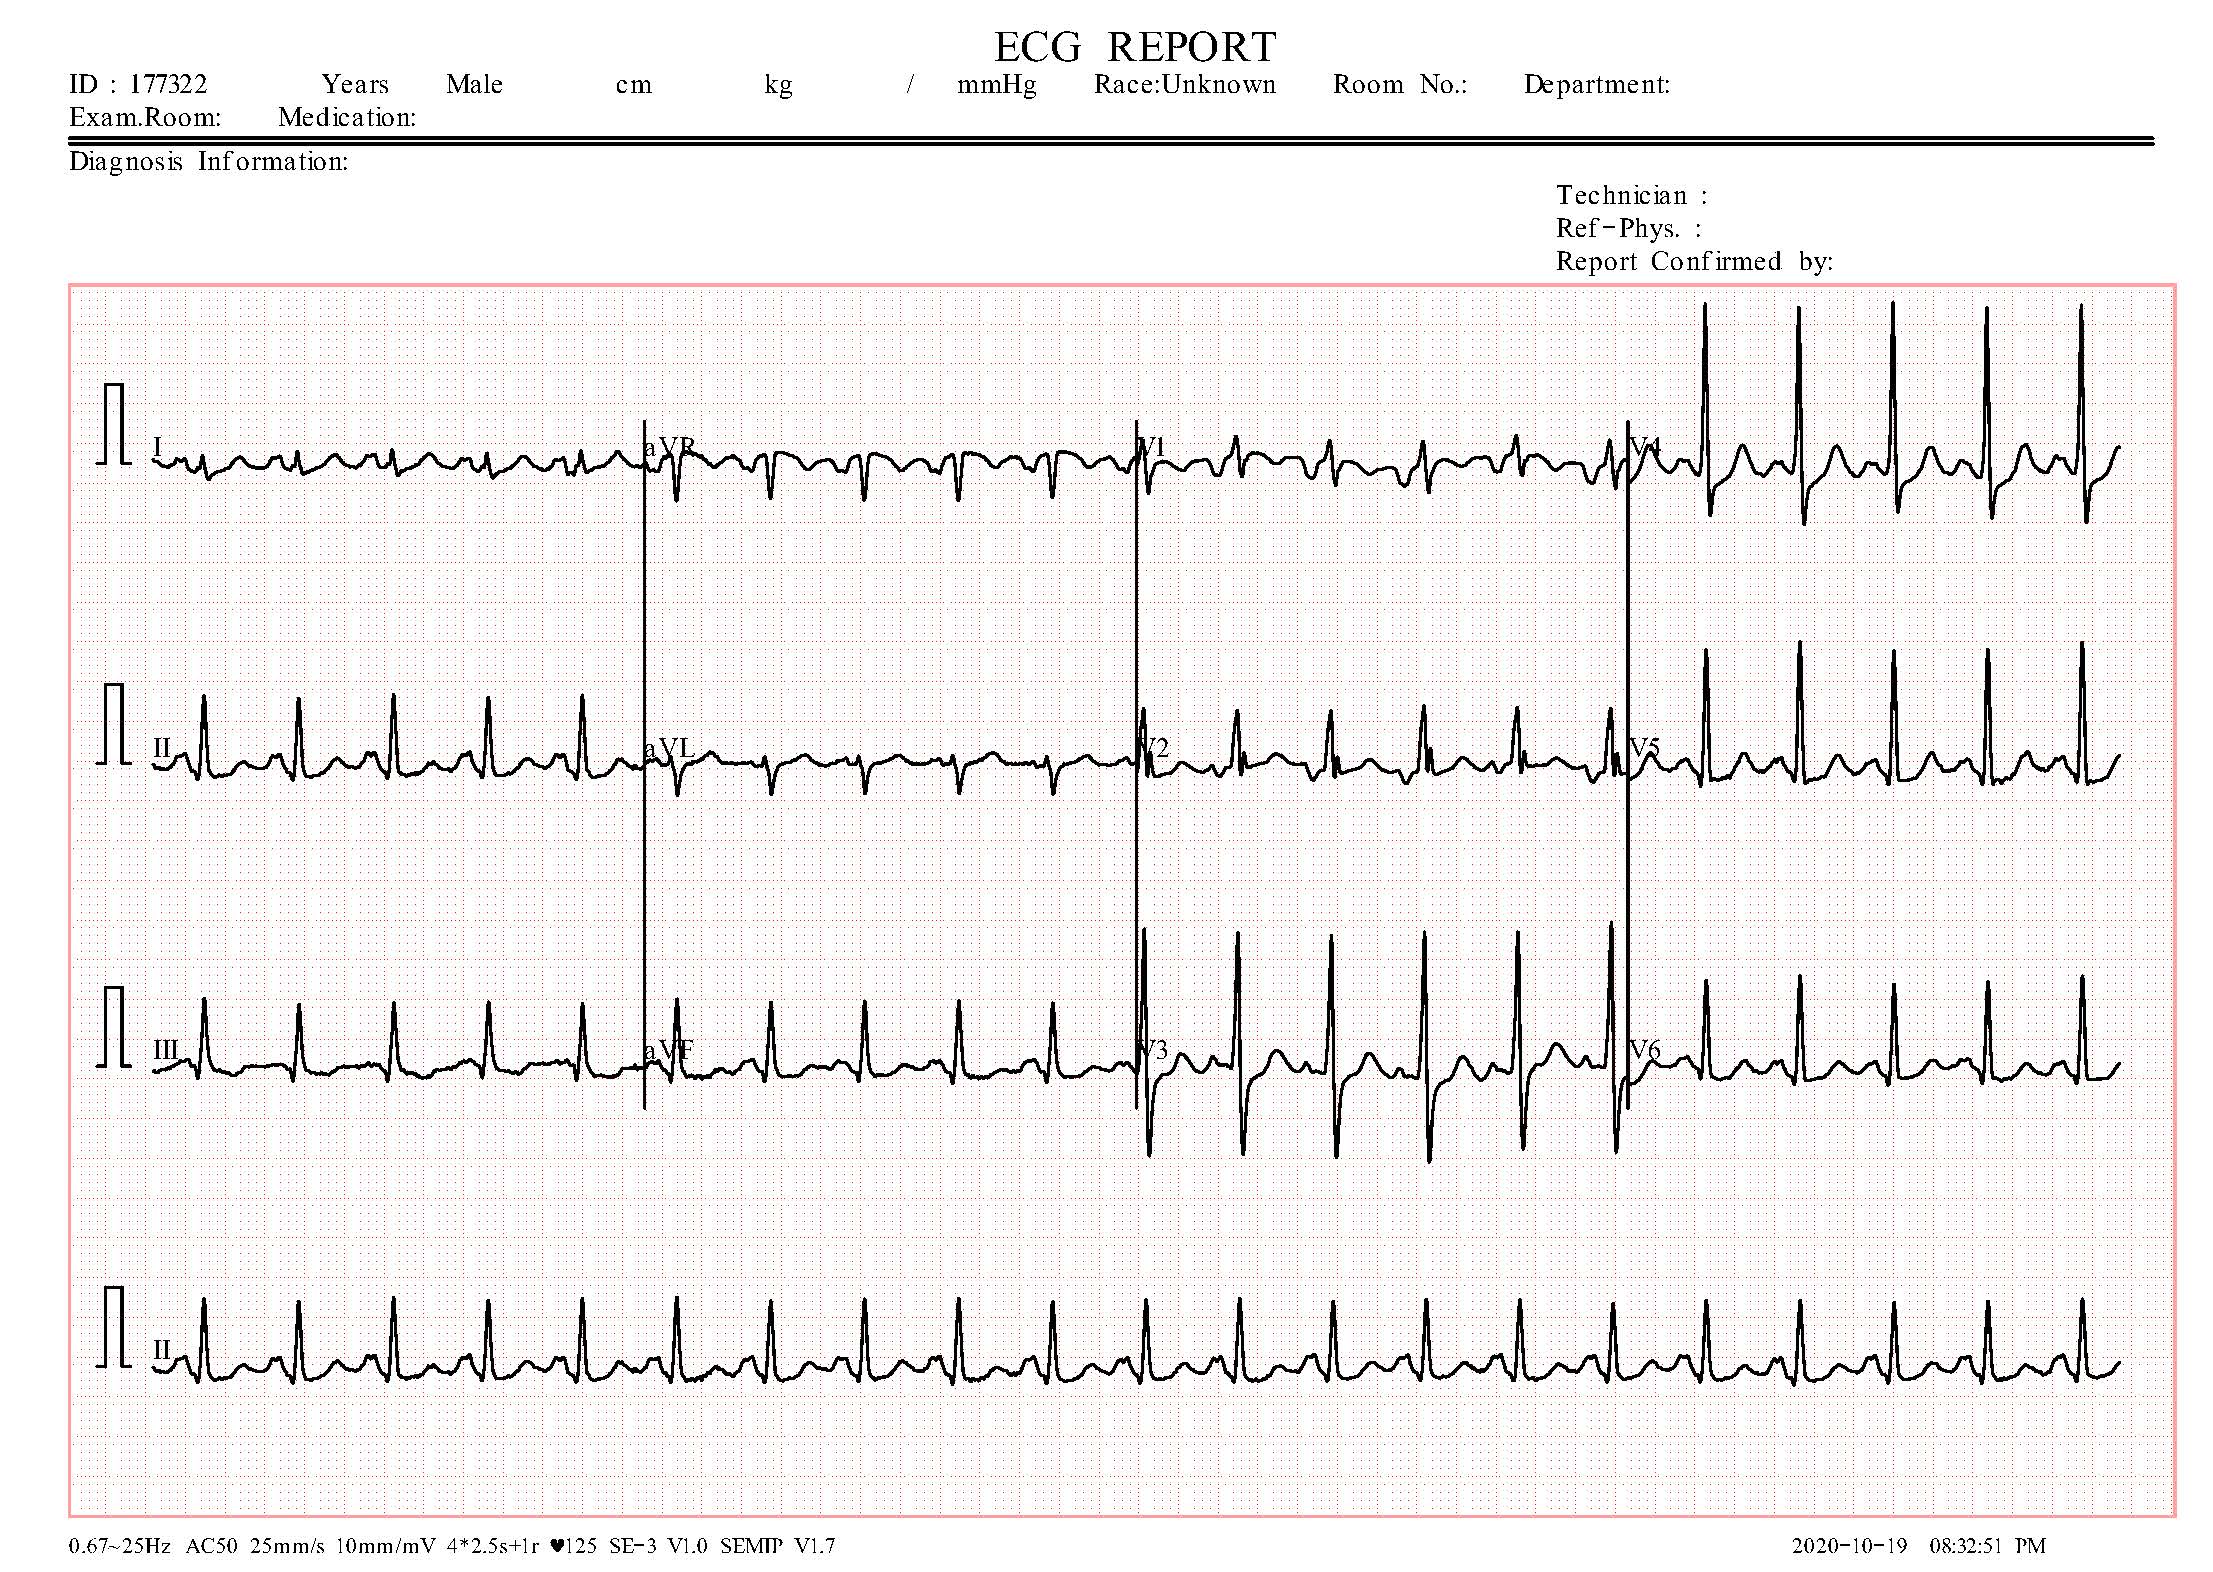 ECG REPORT
ID : 177322 Years Male cm kg / mmHg Race:Unknown Room No.: Department:
Exam.Room: Medication:
Diagnosis Information:
Technician :
Ref-Phys. :
Report Confirmed by:
I aVR V1 V4
II aVL V2 V5
III aVF V3 V6
II
0.67~25Hz AC50 25mm/s 10mm/mV 4*2.5s+1r ♥125 SE-3 V1.0 SEMIP V1.7 2020-10-19 08:32:51 PM